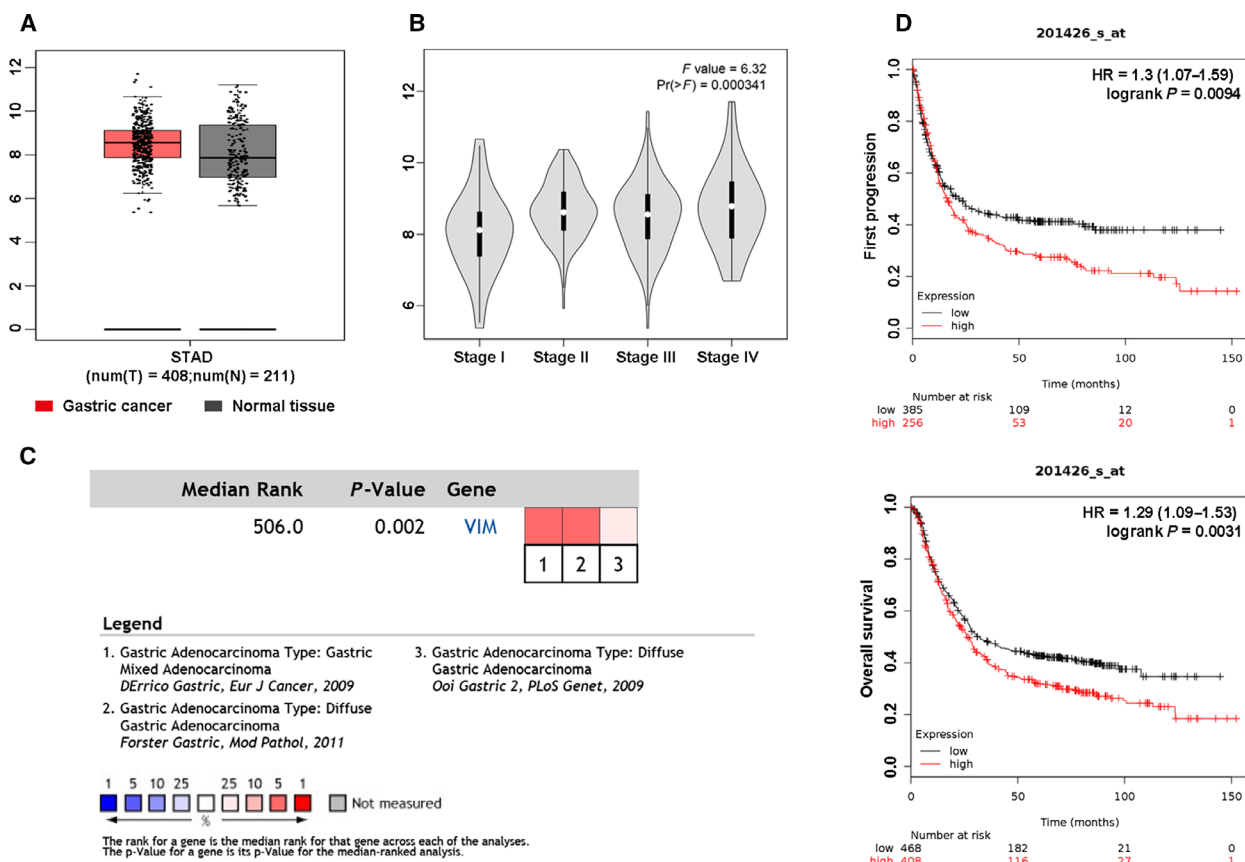 A
12
10
8
6
4
2
0
STAD
(num(T) = 408;num(N) = 211)
Gastric cancer
Normal tissue
B
F value = 6.32
Pr(>F) = 0.000341
12
10
8
6
Stage I
Stage II
Stage III
Stage IV
C
Median Rank P-Value Gene
506.0 0.002 VIM
1 2 3
Legend
1. Gastric Adenocarcinoma Type: Gastric
Mixed Adenocarcinoma
DErrico Gastric, Eur J Cancer, 2009
2. Gastric Adenocarcinoma Type: Diffuse
Gastric Adenocarcinoma
Forster Gastric, Mod Pathol, 2011
3. Gastric Adenocarcinoma Type: Diffuse
Gastric Adenocarcinoma
Ooi Gastric 2, PLoS Genet, 2009
1 5 10 25 25 10 5 1
%
Not measured
The rank for a gene is the median rank for that gene across each of the analyses.
The p-Value for a gene is its p-Value for the median-ranked analysis.
D
201426_s_at
HR = 1.3 (1.07–1.59)
logrank P = 0.0094
First progression
1.0
0.8
0.6
0.4
0.2
0.0
Expression
low
high
0 50 100 150
Time (months)
Number at risk
low 385 109 12 0
high 256 53 20 1
201426_s_at
HR = 1.29 (1.09–1.53)
logrank P = 0.0031
Overall survival
1.0
0.8
0.6
0.4
0.2
0.0
Expression
low
high
0 50 100 150
Time (months)
Number at risk
low 468 182 21 0
high 408 116 27 1